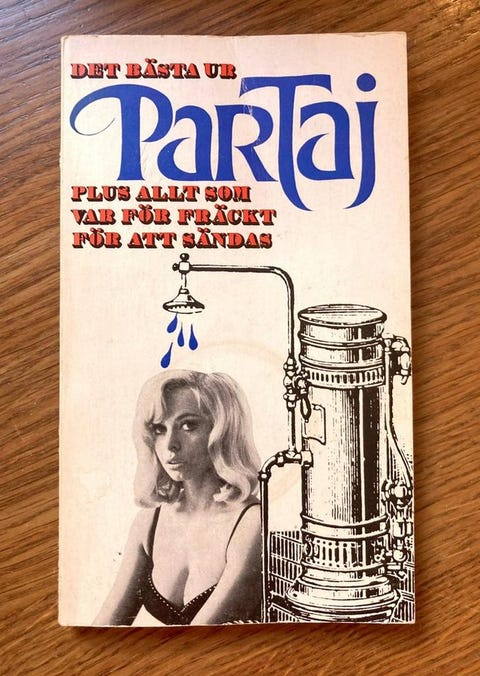 DET BÄSTA UR
PARTAJ
PLUS ALLT SOM
VAR FÖR FRÄCKT
FÖR ATT SÄNDAS